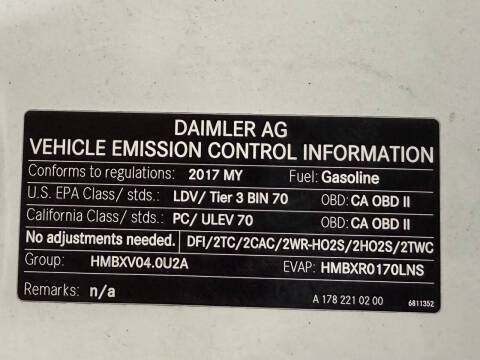 DAIMLER AG
VEHICLE EMISSION CONTROL INFORMATION
Conforms to regulations: 2017 MY Fuel: Gasoline
U.S. EPA Class/ stds.: LDV/ Tier 3 BIN 70 OBD: CA OBD II
California Class/ stds.: PC/ ULEV 70 OBD: CA OBD II
No adjustments needed. DFI/2TC/2CAC/2WR-HO2S/2HO2S/2TWC
Group: HMBXV04.0U2A EVAP: HMBXR0170LNS
Remarks: n/a A 178 221 02 00 6811352